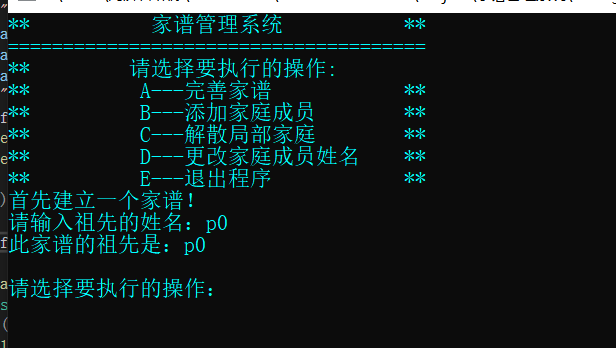 **           家谱管理系统           **
======================================
**         请选择要执行的操作:
**          A---完善家谱            **
**          B---添加家庭成员        **
**          C---解散局部家庭        **
**          D---更改家庭成员姓名    **
**          E---退出程序            **
首先建立一个家谱！
请输入祖先的姓名：p0
此家谱的祖先是：p0
请选择要执行的操作：